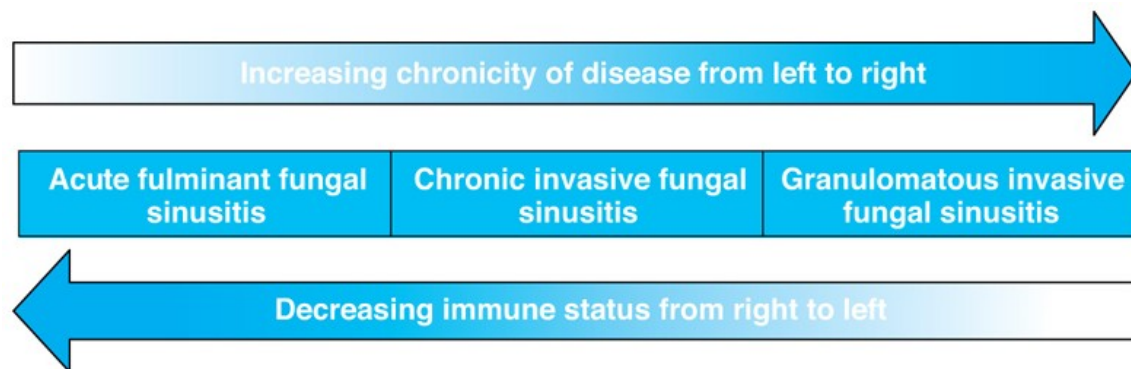 Increasing chronicity of disease from left to right
Acute fulminant fungal
sinusitis
Chronic invasive fungal
sinusitis
Granulomatous invasive
fungal sinusitis
Decreasing immune status from right to left